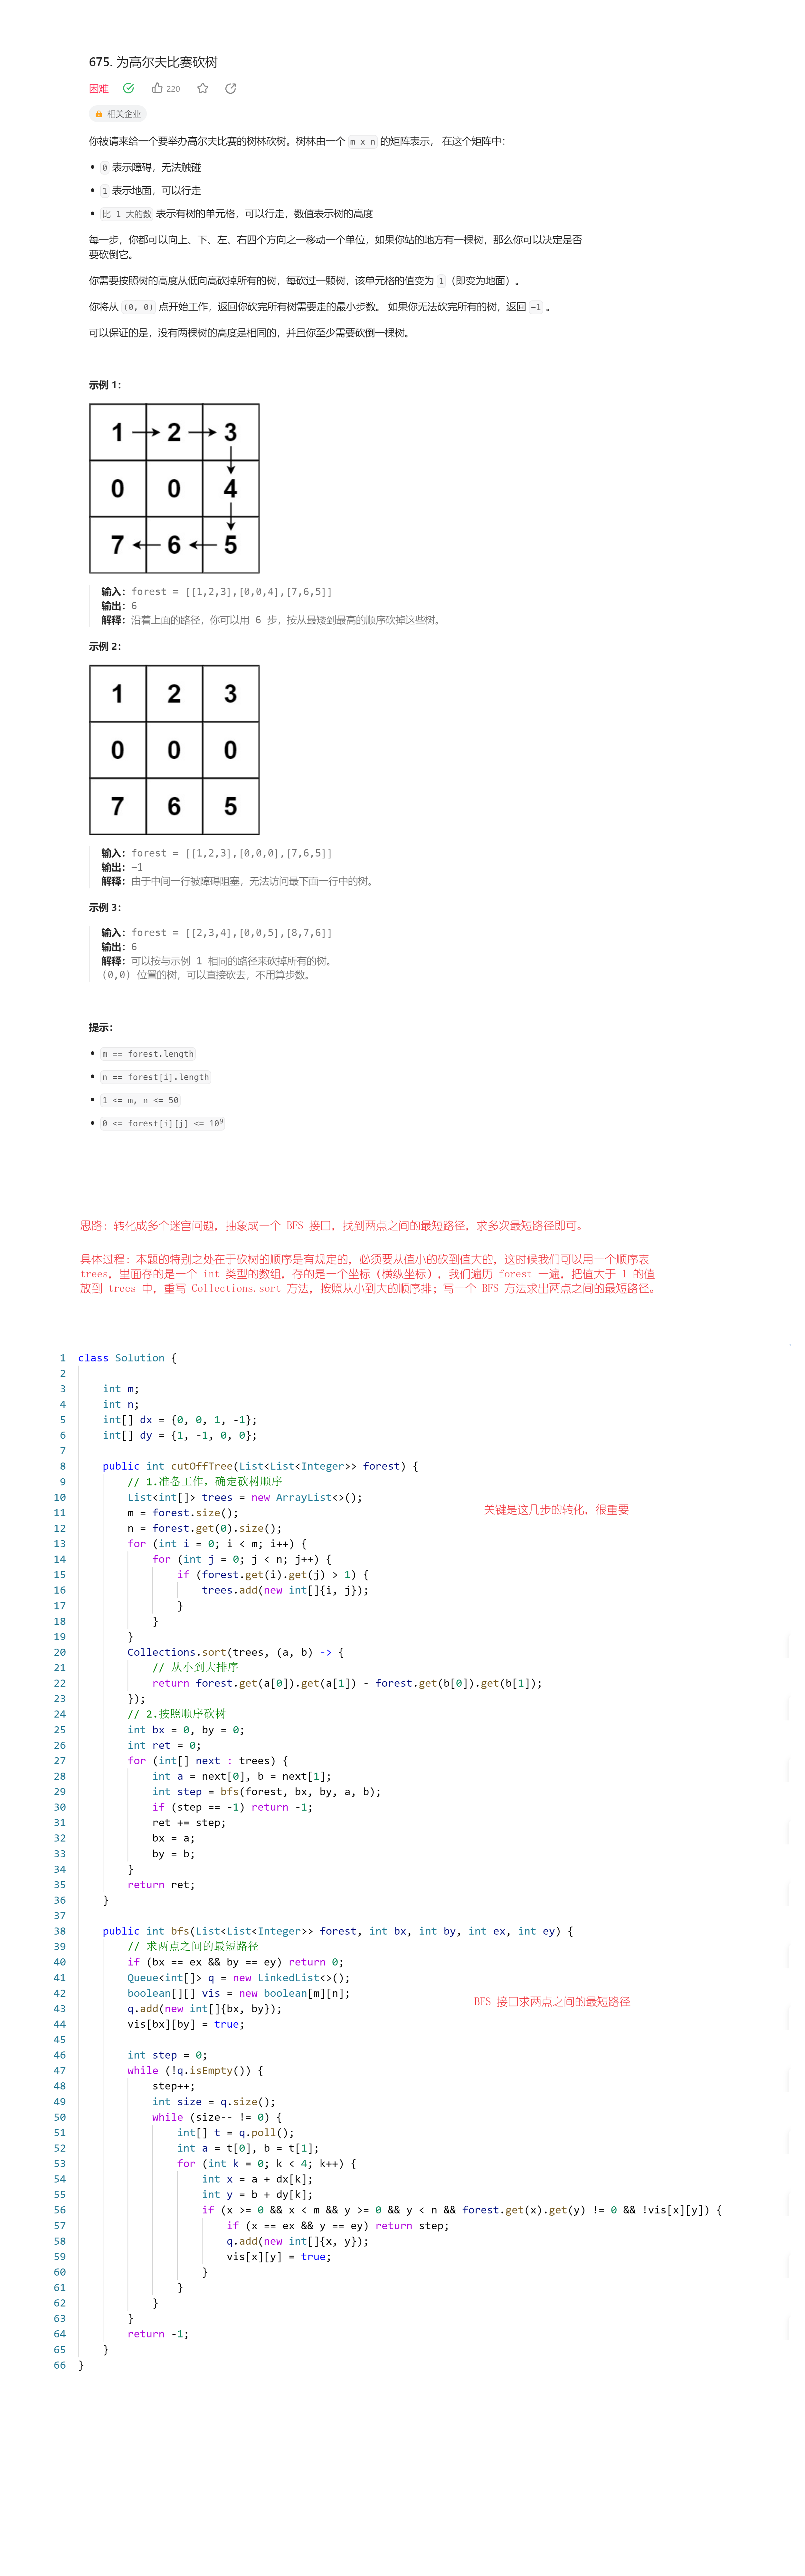 675. 为高尔夫比赛砍树
困难 220
相关企业
你被请来给一个要举办高尔夫比赛的树林砍树。树林由一个 m x n 的矩阵表示， 在这个矩阵中：
• 0 表示障碍，无法触碰
• 1 表示地面，可以行走
• 比 1 大的数 表示有树的单元格，可以行走，数值表示树的高度
每一步，你都可以向上、下、左、右四个方向之一移动一个单位，如果你站的地方有一棵树，那么你可以决定是否
要砍倒它。
你需要按照树的高度从低向高砍掉所有的树，每砍过一颗树，该单元格的值变为 1（即变为地面）。
你将从 (0, 0) 点开始工作，返回你砍完所有树需要走的最小步数。 如果你无法砍完所有的树，返回 -1 。
可以保证的是，没有两棵树的高度是相同的，并且你至少需要砍倒一棵树。
示例 1：
1 2 3
0 0 4
7 6 5
输入：forest = [[1,2,3],[0,0,4],[7,6,5]]
输出：6
解释：沿着上面的路径，你可以用 6 步，按从最矮到最高的顺序砍掉这些树。
示例 2：
1 2 3
0 0 0
7 6 5
输入：forest = [[1,2,3],[0,0,0],[7,6,5]]
输出：-1
解释：由于中间一行被障碍阻塞，无法访问最下面一行中的树。
示例 3：
输入：forest = [[2,3,4],[0,0,5],[8,7,6]]
输出：6
解释：可以按与示例 1 相同的路径来砍掉所有的树。
(0,0) 位置的树，可以直接砍去，不用算步数。
提示：
• m == forest.length
• n == forest[i].length
• 1 <= m, n <= 50
• 0 <= forest[i][j] <= 10⁹
思路：转化成多个迷宫问题，抽象成一个 BFS 接口，找到两点之间的最短路径，求多次最短路径即可。
具体过程：本题的特别之处在于砍树的顺序是有规定的，必须要从值小的砍到值大的，这时候我们可以用一个顺序表
trees，里面存的是一个 int 类型的数组，存的是一个坐标（横纵坐标），我们遍历 forest 一遍，把值大于 1 的值
放到 trees 中，重写 Collections.sort 方法，按照从小到大的顺序排；写一个 BFS 方法求出两点之间的最短路径。
1 class Solution {
2
3     int m;
4     int n;
5     int[] dx = {0, 0, 1, -1};
6     int[] dy = {1, -1, 0, 0};
7
8     public int cutOffTree(List<List<Integer>> forest) {
9         // 1.准备工作，确定砍树顺序
10         List<int[]> trees = new ArrayList<>();
11         m = forest.size(); 关键是这几步的转化，很重要
12         n = forest.get(0).size();
13         for (int i = 0; i < m; i++) {
14             for (int j = 0; j < n; j++) {
15                 if (forest.get(i).get(j) > 1) {
16                     trees.add(new int[]{i, j});
17                 }
18             }
19         }
20         Collections.sort(trees, (a, b) -> {
21             // 从小到大排序
22             return forest.get(a[0]).get(a[1]) - forest.get(b[0]).get(b[1]);
23         });
24         // 2.按照顺序砍树
25         int bx = 0, by = 0;
26         int ret = 0;
27         for (int[] next : trees) {
28             int a = next[0], b = next[1];
29             int step = bfs(forest, bx, by, a, b);
30             if (step == -1) return -1;
31             ret += step;
32             bx = a;
33             by = b;
34         }
35         return ret;
36     }
37
38     public int bfs(List<List<Integer>> forest, int bx, int by, int ex, int ey) {
39         // 求两点之间的最短路径
40         if (bx == ex && by == ey) return 0;
41         Queue<int[]> q = new LinkedList<>();
42         boolean[][] vis = new boolean[m][n];
43         q.add(new int[]{bx, by}); BFS 接口求两点之间的最短路径
44         vis[bx][by] = true;
45
46         int step = 0;
47         while (!q.isEmpty()) {
48             step++;
49             int size = q.size();
50             while (size-- != 0) {
51                 int[] t = q.poll();
52                 int a = t[0], b = t[1];
53                 for (int k = 0; k < 4; k++) {
54                     int x = a + dx[k];
55                     int y = b + dy[k];
56                     if (x >= 0 && x < m && y >= 0 && y < n && forest.get(x).get(y) != 0 && !vis[x][y]) {
57                         if (x == ex && y == ey) return step;
58                         q.add(new int[]{x, y});
59                         vis[x][y] = true;
60                     }
61                 }
62             }
63         }
64         return -1;
65     }
66 }